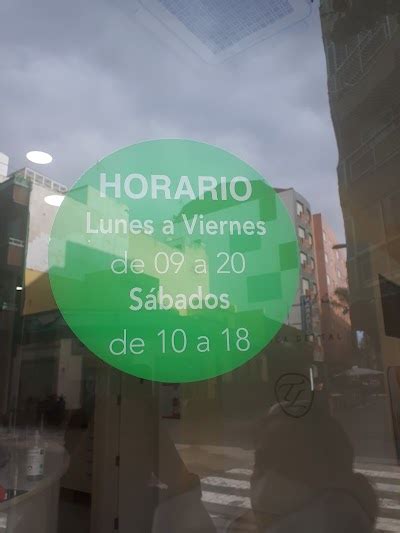 HORARIO
Lunes a Viernes
de 09 a 20
Sábados
de 10 a 18